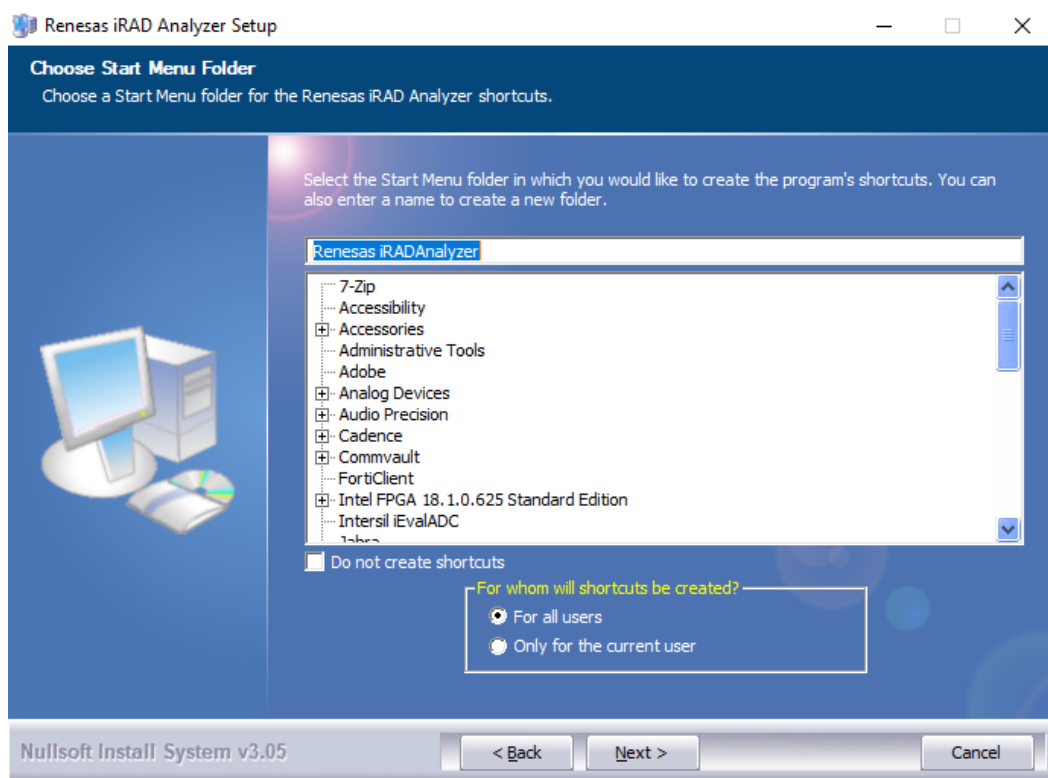 Renesas iRAD Analyzer Setup
Choose Start Menu Folder
Choose a Start Menu folder for the Renesas iRAD Analyzer shortcuts.
Select the Start Menu folder in which you would like to create the program's shortcuts. You can
also enter a name to create a new folder.
Renesas iRADAnalyzer
7-Zip
Accessibility
Accessories
Administrative Tools
Adobe
Analog Devices
Audio Precision
Cadence
Commvault
FortiClient
Intel FPGA 18.1.0.625 Standard Edition
Intersil iEvalADC
Jabra
Do not create shortcuts
For whom will shortcuts be created?
For all users
Only for the current user
Nullsoft Install System v3.05
< Back
Next >
Cancel